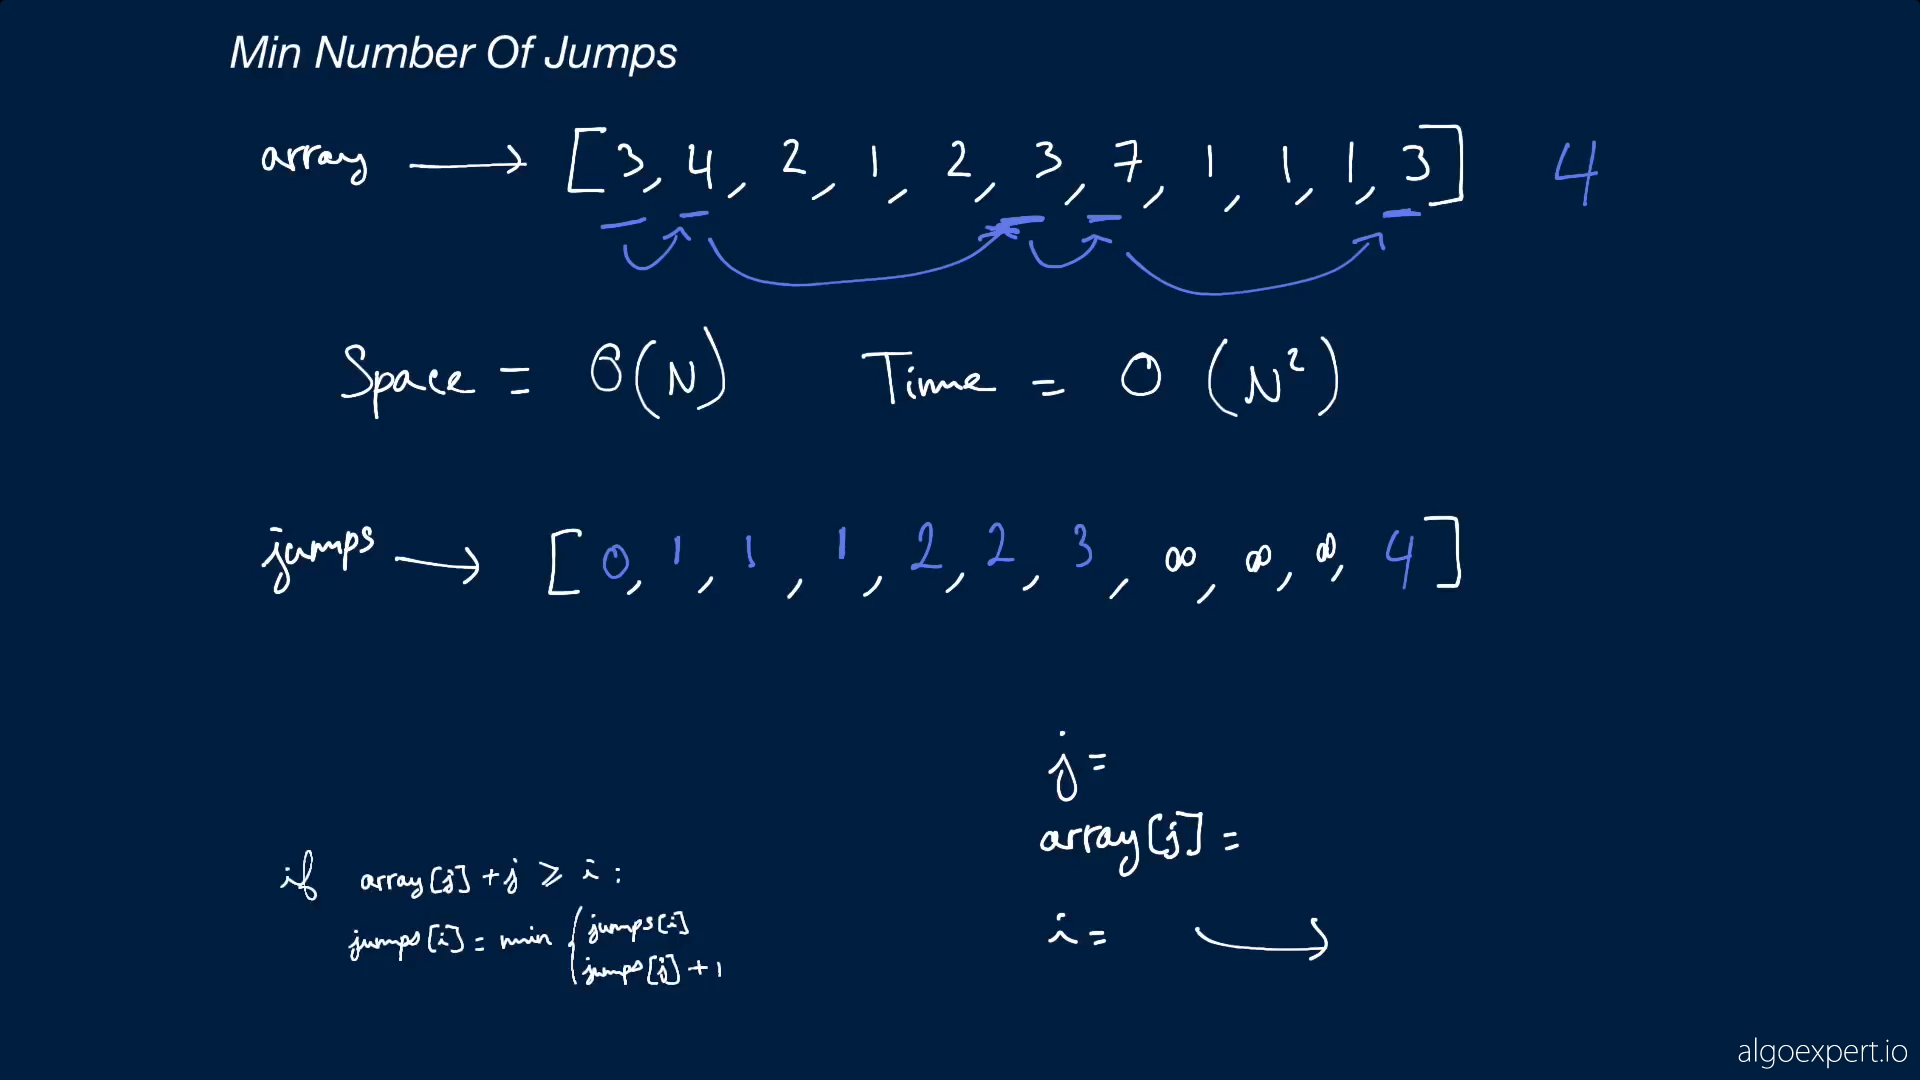 Min Number Of Jumps
array → [3, 4, 2, 1, 2, 3, 7, 1, 1, 1, 3] 4
Space = O(N) Time = O(N²)
jumps → [0, 1, 1, 1, 2, 2, 3, ∞, ∞, ∞, 4]
j =
array[j] =
if array[j] + j ⩾ i :
jumps[i] = min { jumps[i]
jumps[j] + 1
i = →
algoexpert.io